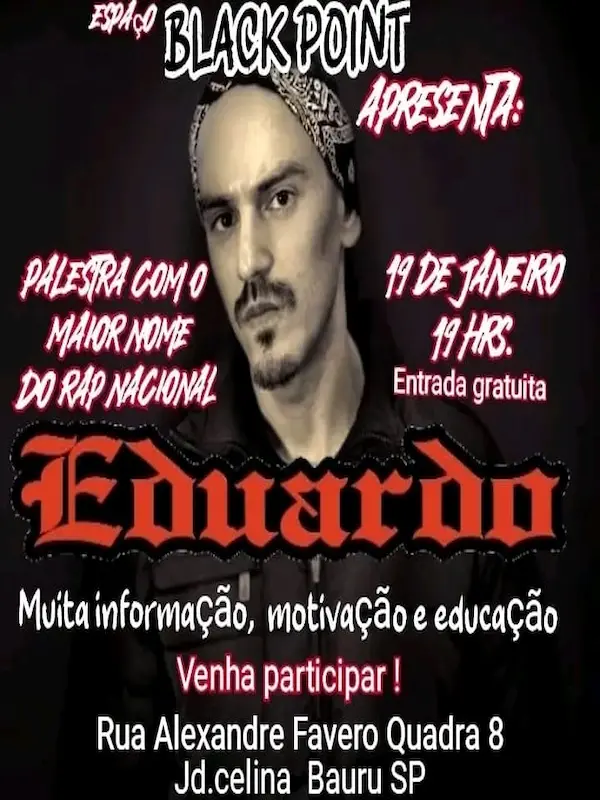 ESPAÇO
BLACK POINT
APRESENTA:
PALESTRA COM O
MAIOR NOME
DO RAP NACIONAL
19 DE JANEIRO
19 HRS.
Entrada gratuita
Eduardo
Muita informação, motivação e educação
Venha participar !
Rua Alexandre Favero Quadra 8
Jd.celina Bauru SP